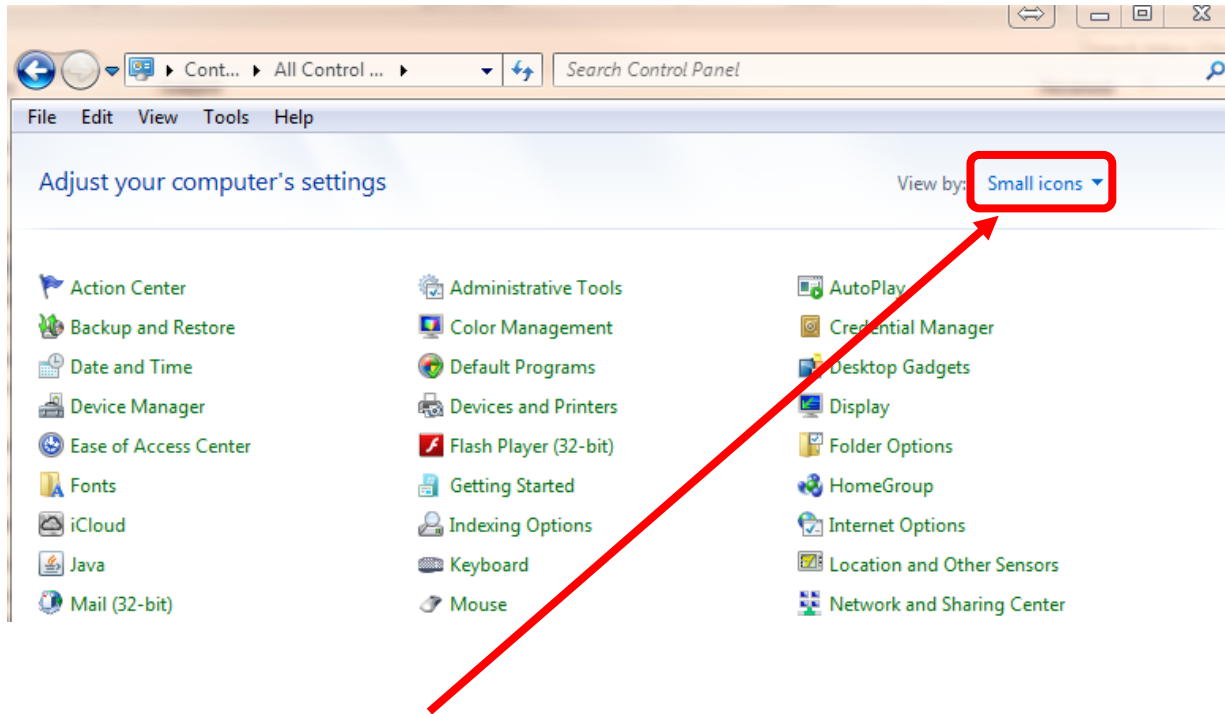 Cont... All Control ... Search Control Panel
File Edit View Tools Help
Adjust your computer's settings View by: Small icons
Action Center Administrative Tools AutoPlay
Backup and Restore Color Management Credential Manager
Date and Time Default Programs Desktop Gadgets
Device Manager Devices and Printers Display
Ease of Access Center Flash Player (32-bit) Folder Options
Fonts Getting Started HomeGroup
iCloud Indexing Options Internet Options
Java Keyboard Location and Other Sensors
Mail (32-bit) Mouse Network and Sharing Center